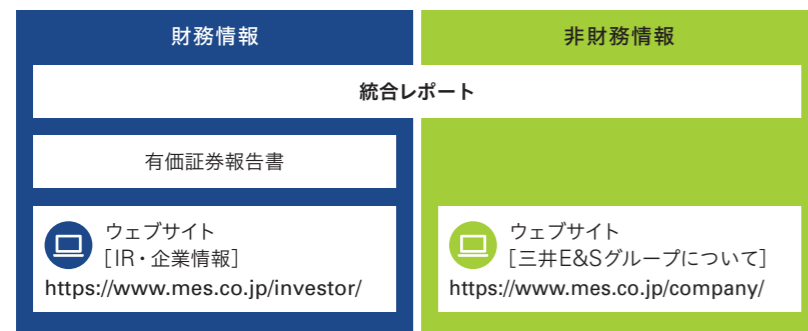 財務情報
非財務情報
統合レポート
有価証券報告書
ウェブサイト
[IR・企業情報]
https://www.mes.co.jp/investor/
ウェブサイト
[三井E&Sグループについて]
https://www.mes.co.jp/company/